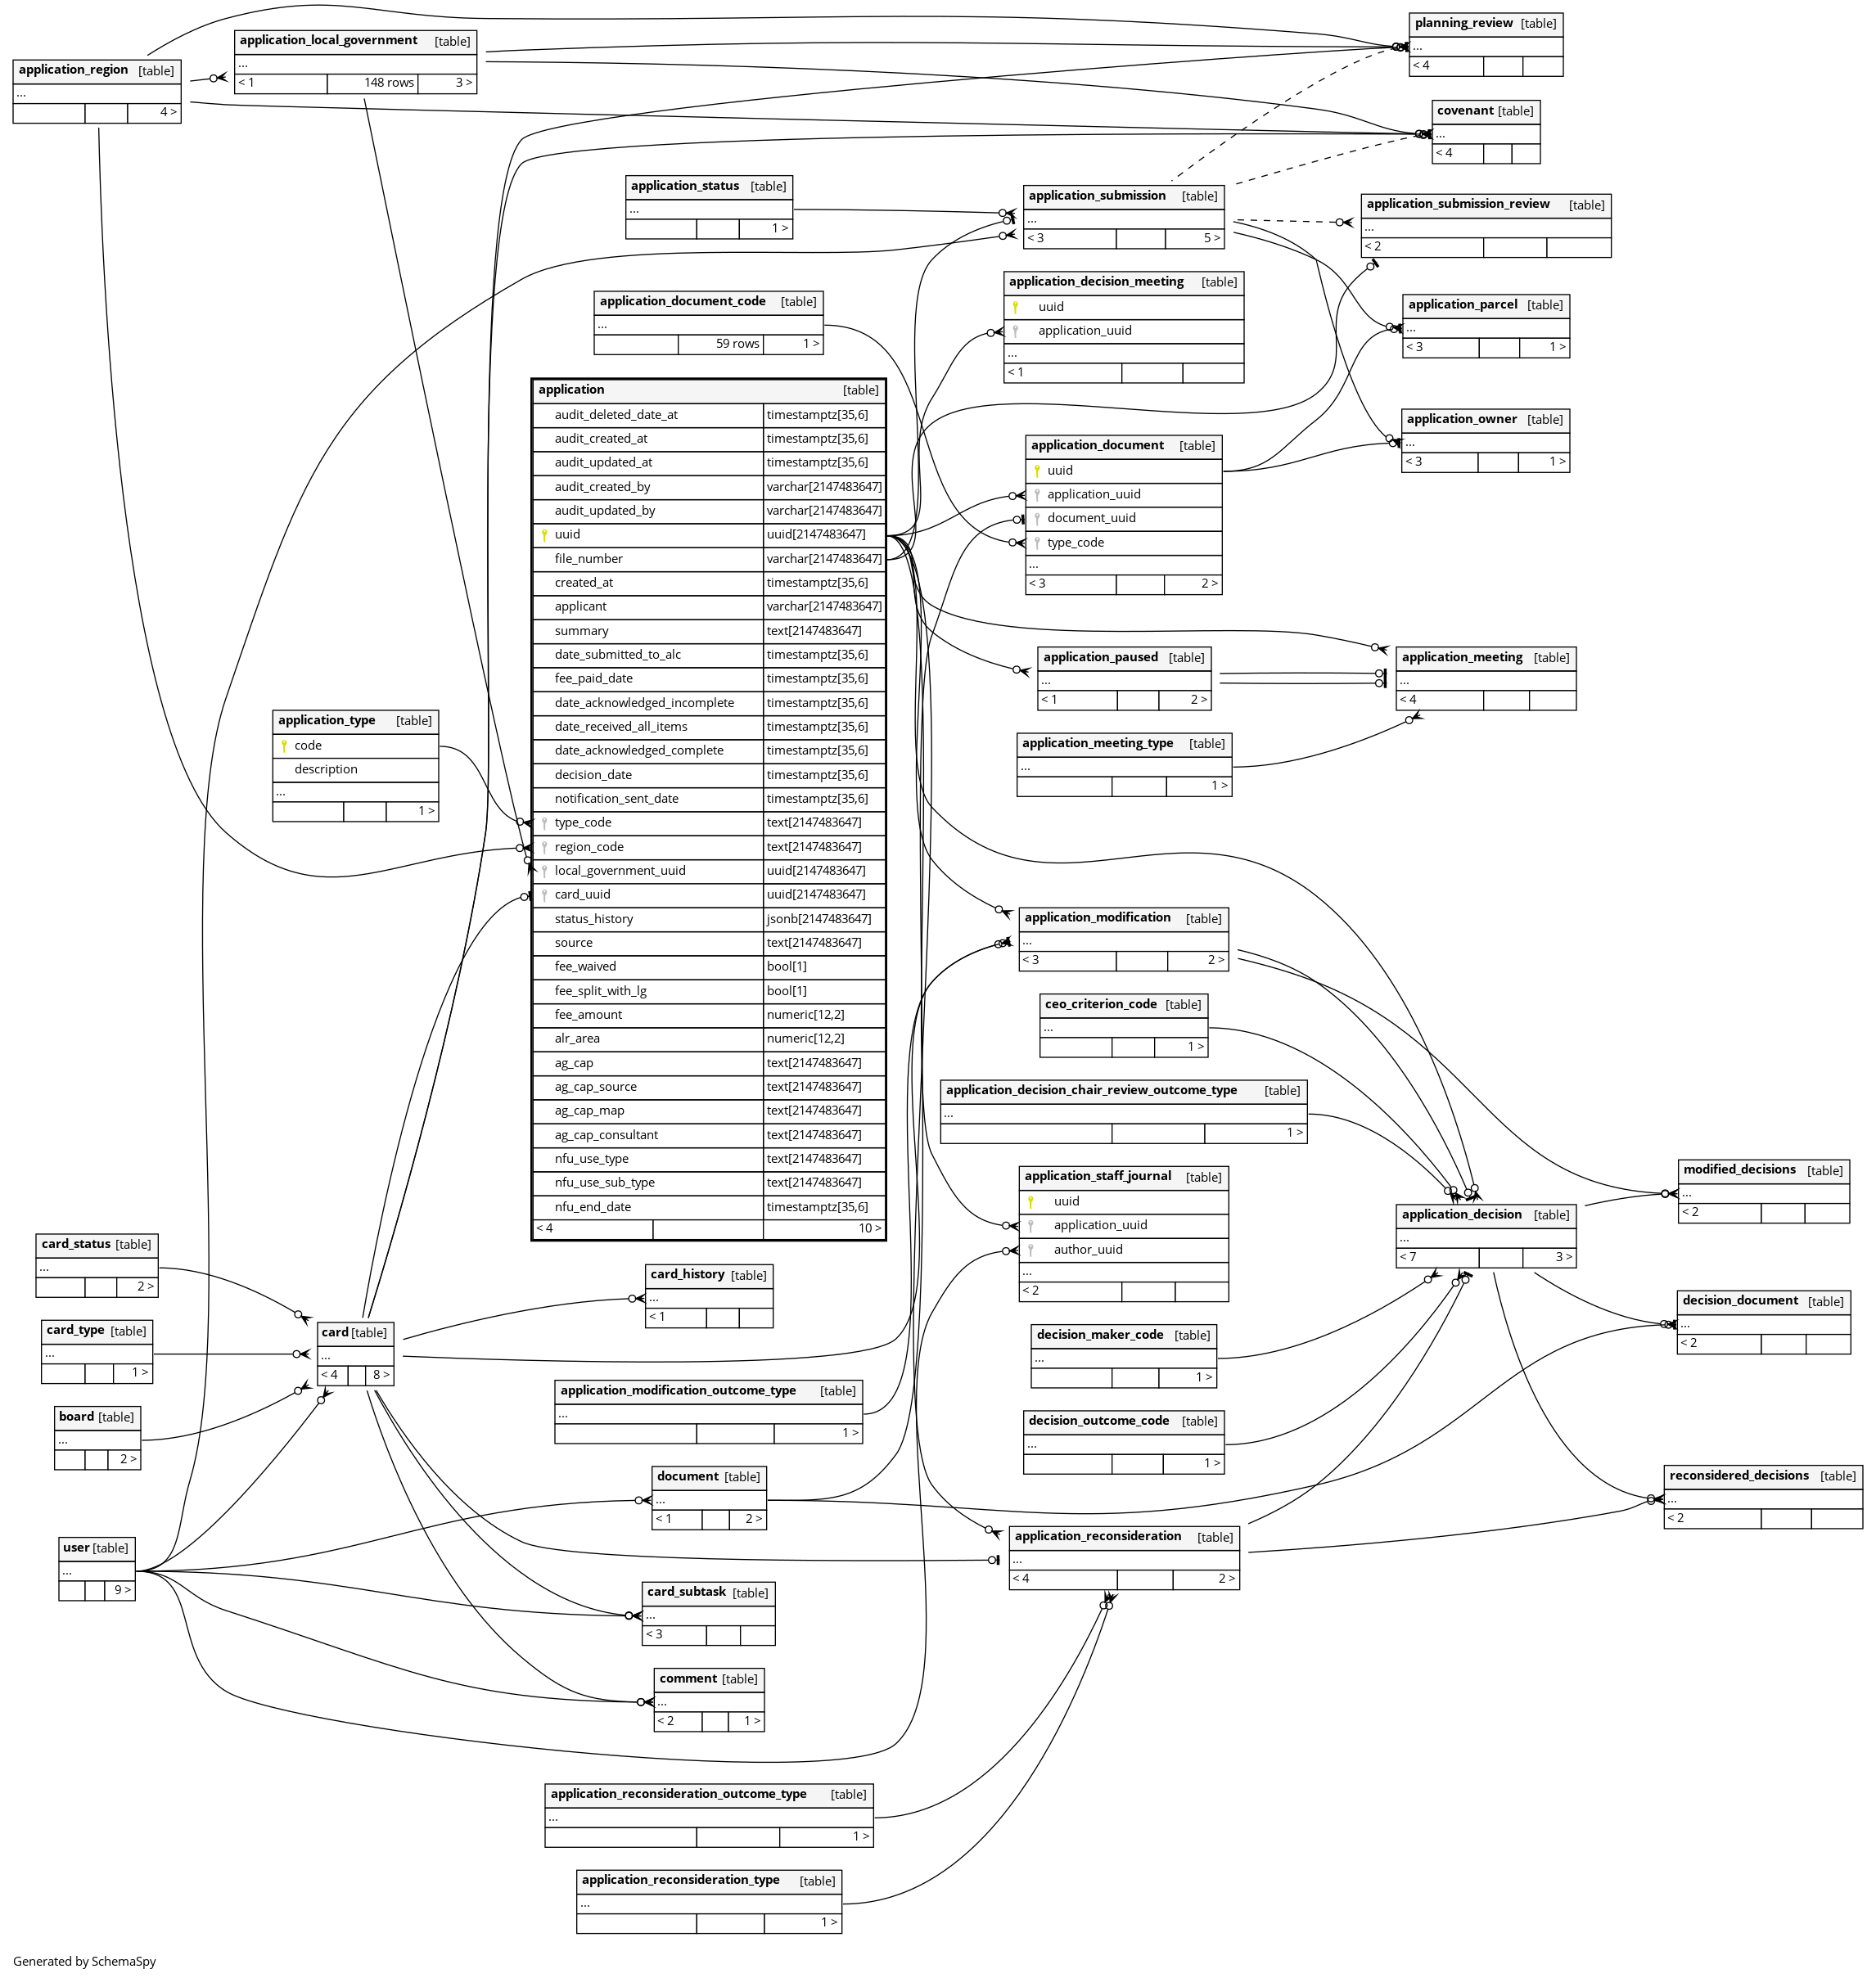 planning_review [table]
...
< 4
application_local_government [table]
...
< 1 148 rows 3 >
application_region [table]
...
4 >
covenant [table]
...
< 4
application_status [table]
...
1 >
application_submission [table]
...
< 3 5 >
application_submission_review [table]
...
< 2
application_decision_meeting [table]
uuid
application_uuid
...
< 1
application_document_code [table]
...
59 rows 1 >
application_parcel [table]
...
< 3 1 >
application_owner [table]
...
< 3 1 >
application [table]
audit_deleted_date_at timestamptz[35,6]
audit_created_at timestamptz[35,6]
audit_updated_at timestamptz[35,6]
audit_created_by varchar[2147483647]
audit_updated_by varchar[2147483647]
uuid uuid[2147483647]
file_number varchar[2147483647]
created_at timestamptz[35,6]
applicant varchar[2147483647]
summary text[2147483647]
date_submitted_to_alc timestamptz[35,6]
fee_paid_date timestamptz[35,6]
date_acknowledged_incomplete timestamptz[35,6]
date_received_all_items timestamptz[35,6]
date_acknowledged_complete timestamptz[35,6]
decision_date timestamptz[35,6]
notification_sent_date timestamptz[35,6]
type_code text[2147483647]
region_code text[2147483647]
local_government_uuid uuid[2147483647]
card_uuid uuid[2147483647]
status_history jsonb[2147483647]
source text[2147483647]
fee_waived bool[1]
fee_split_with_lg bool[1]
fee_amount numeric[12,2]
alr_area numeric[12,2]
ag_cap text[2147483647]
ag_cap_source text[2147483647]
ag_cap_map text[2147483647]
ag_cap_consultant text[2147483647]
nfu_use_type text[2147483647]
nfu_use_sub_type text[2147483647]
nfu_end_date timestamptz[35,6]
< 4 10 >
application_document [table]
uuid
application_uuid
document_uuid
type_code
...
< 3 2 >
application_paused [table]
...
< 1 2 >
application_meeting [table]
...
< 4
application_type [table]
code
description
...
1 >
application_meeting_type [table]
...
1 >
application_modification [table]
...
< 3 2 >
ceo_criterion_code [table]
...
1 >
application_decision_chair_review_outcome_type [table]
...
1 >
application_staff_journal [table]
uuid
application_uuid
author_uuid
...
< 2
modified_decisions [table]
...
< 2
application_decision [table]
...
< 7 3 >
decision_document [table]
...
< 2
card_status [table]
...
2 >
card_history [table]
...
< 1
card_type [table]
...
1 >
card [table]
...
< 4 8 >
decision_maker_code [table]
...
1 >
board [table]
...
2 >
application_modification_outcome_type [table]
...
1 >
decision_outcome_code [table]
...
1 >
document [table]
...
< 1 2 >
reconsidered_decisions [table]
...
< 2
user [table]
...
9 >
application_reconsideration [table]
...
< 4 2 >
card_subtask [table]
...
< 3
comment [table]
...
< 2 1 >
application_reconsideration_outcome_type [table]
...
1 >
application_reconsideration_type [table]
...
1 >
Generated by SchemaSpy